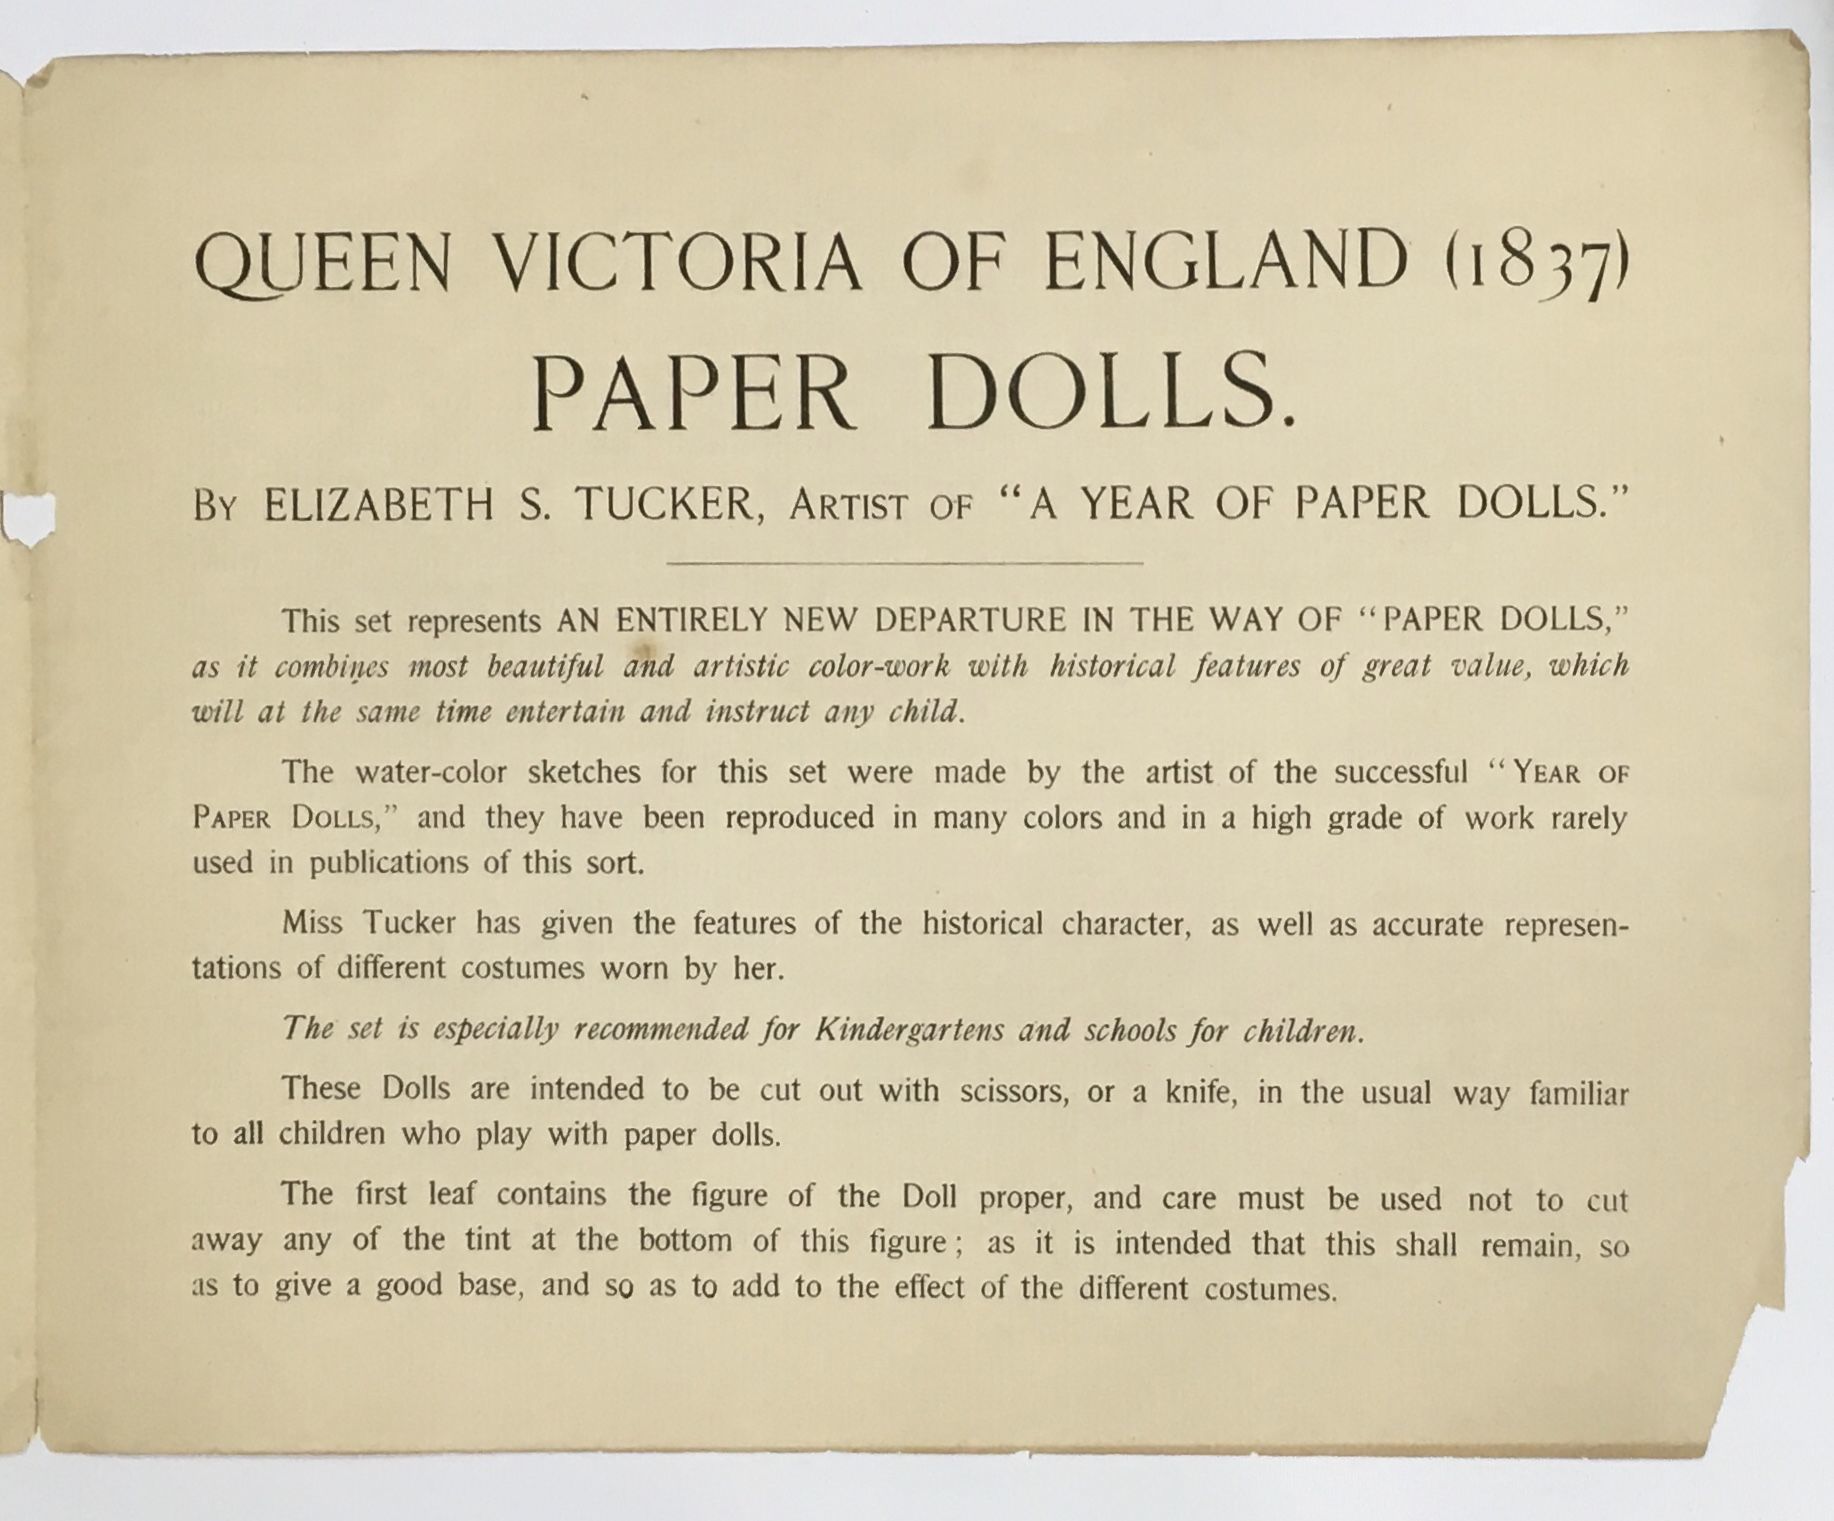 QUEEN VICTORIA OF ENGLAND (1837)
PAPER DOLLS.
By ELIZABETH S. TUCKER, Artist of "A YEAR OF PAPER DOLLS."
This set represents AN ENTIRELY NEW DEPARTURE IN THE WAY OF "PAPER DOLLS,"
as it combines most beautiful and artistic color-work with historical features of great value, which
will at the same time entertain and instruct any child.
The water-color sketches for this set were made by the artist of the successful "Year of
Paper Dolls," and they have been reproduced in many colors and in a high grade of work rarely
used in publications of this sort.
Miss Tucker has given the features of the historical character, as well as accurate represen-
tations of different costumes worn by her.
The set is especially recommended for Kindergartens and schools for children.
These Dolls are intended to be cut out with scissors, or a knife, in the usual way familiar
to all children who play with paper dolls.
The first leaf contains the figure of the Doll proper, and care must be used not to cut
away any of the tint at the bottom of this figure; as it is intended that this shall remain, so
as to give a good base, and so as to add to the effect of the different costumes.